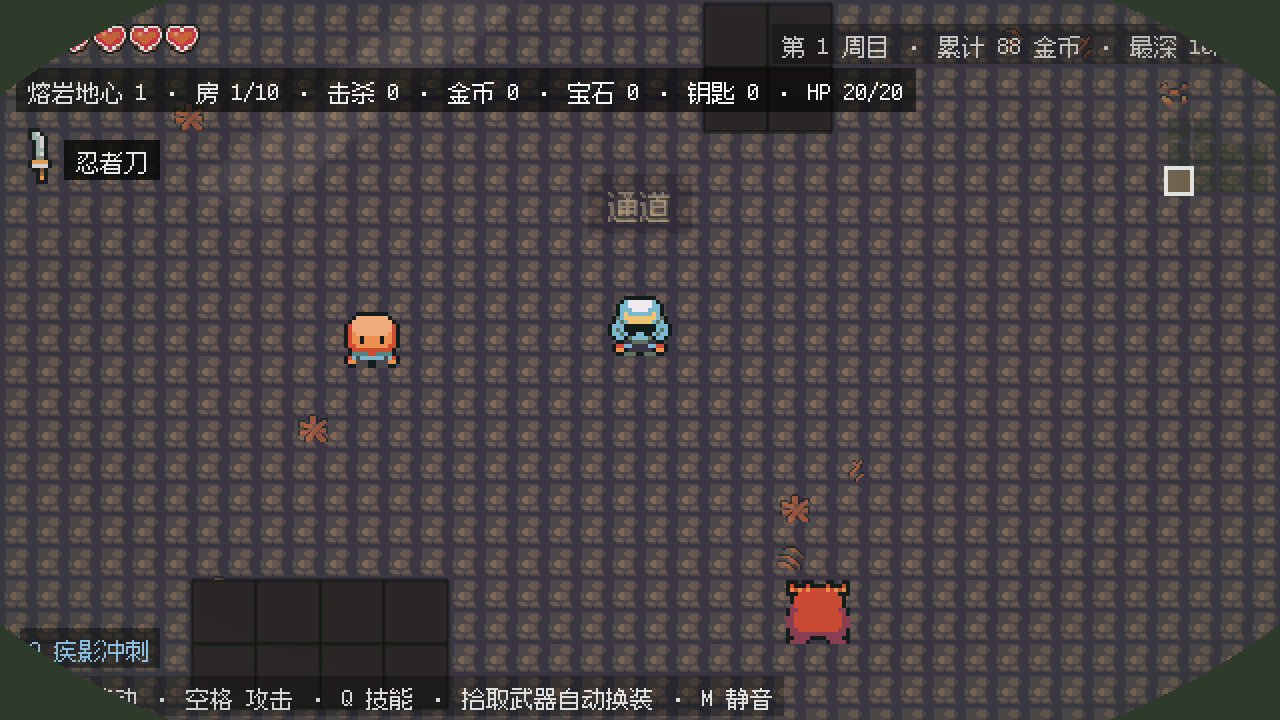 第 1 周目 · 累计 88 金币 · 最深
熔岩地心 1 · 房 1/10 · 击杀 0 · 金币 0 · 宝石 0 · 钥匙 0 · HP 20/20
忍者刀
通道
疾影冲刺
· 空格 攻击 · Q 技能 · 拾取武器自动换装 · M 静音